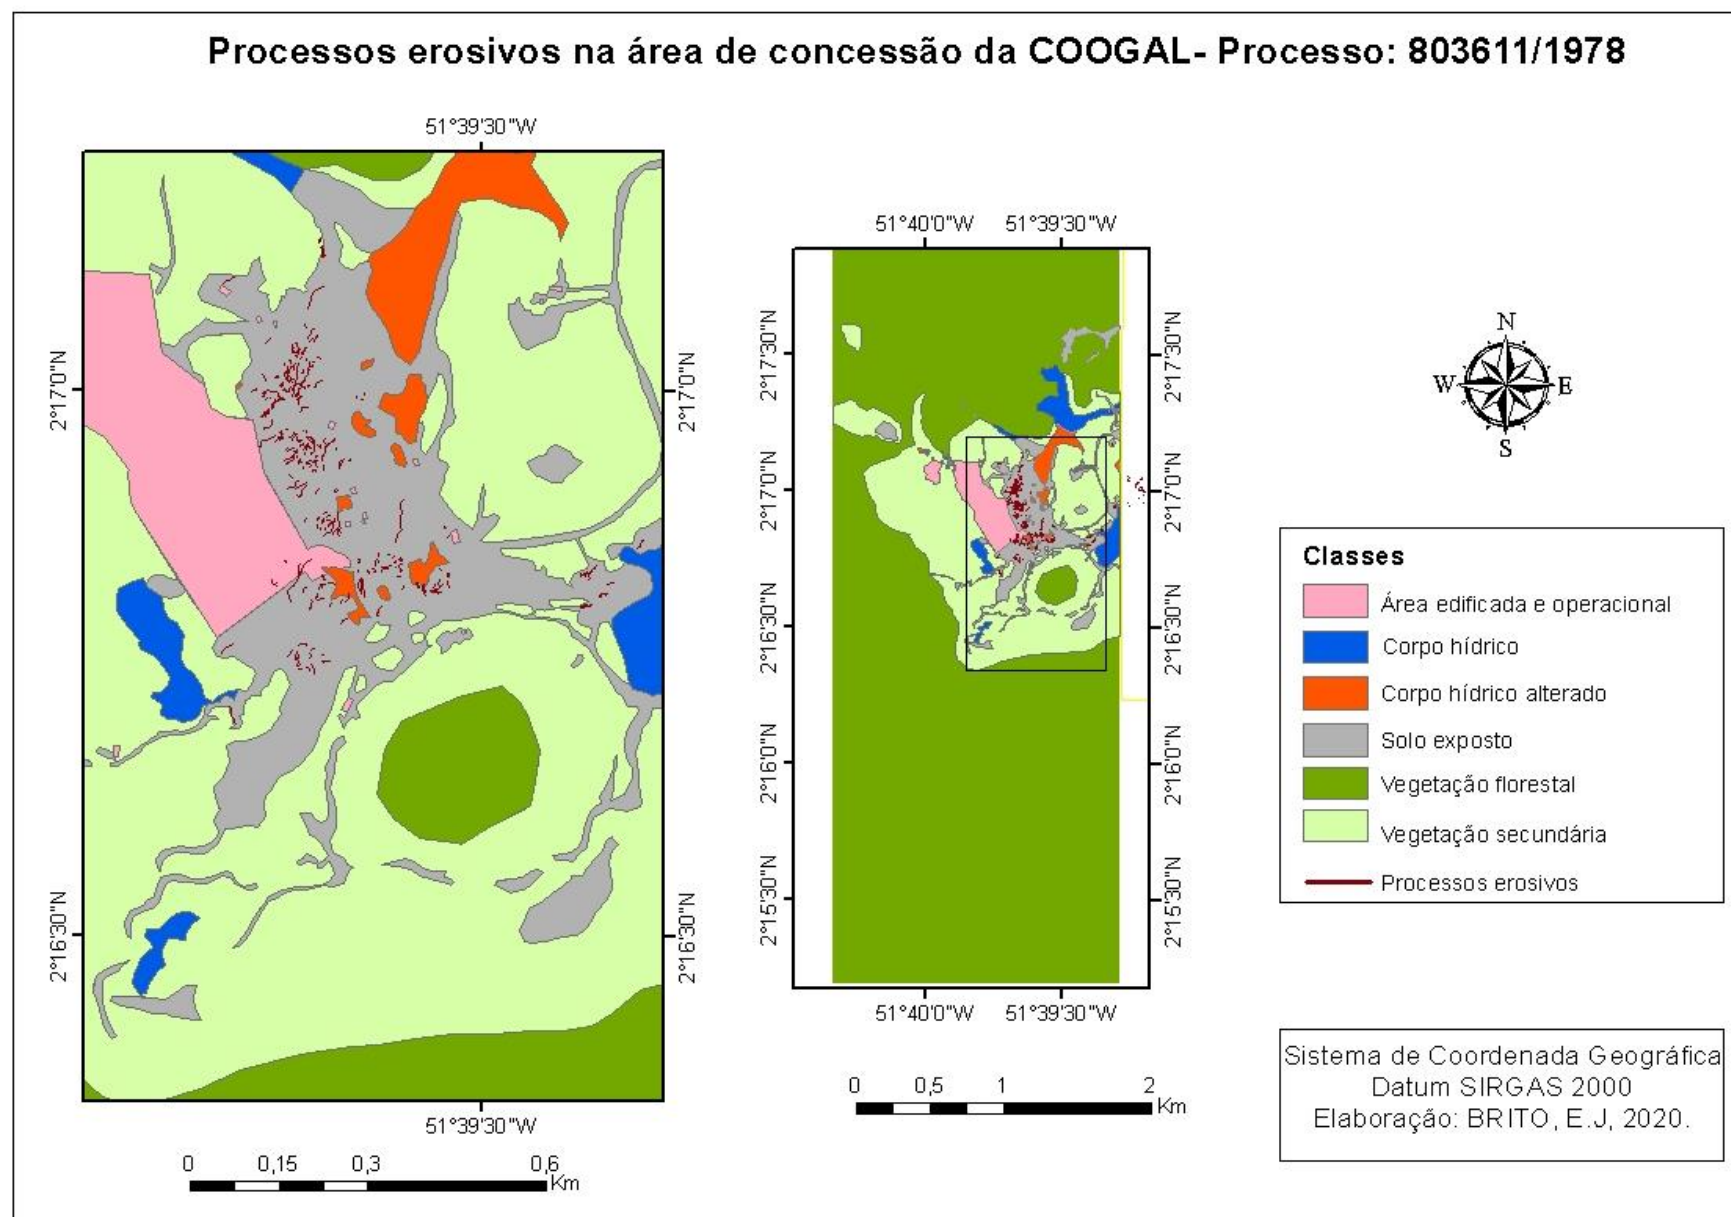 Processos erosivos na área de concessão da COOGAL- Processo: 803611/1978
51°39'30"W
2°17'0"N
2°17'0"N
2°16'30"N
2°16'30"N
51°39'30"W
0 0,15 0,3 0,6
Km
51°40'0"W 51°39'30"W
2°17'30"N
2°17'30"N
2°17'0"N
2°17'0"N
2°16'30"N
2°16'30"N
2°16'0"N
2°16'0"N
2°15'30"N
2°15'30"N
51°40'0"W 51°39'30"W
0 0,5 1 2
Km
N
W E
S
Classes
Área edificada e operacional
Corpo hídrico
Corpo hídrico alterado
Solo exposto
Vegetação florestal
Vegetação secundária
Processos erosivos
Sistema de Coordenada Geográfica
Datum SIRGAS 2000
Elaboração: BRITO, E.J, 2020.